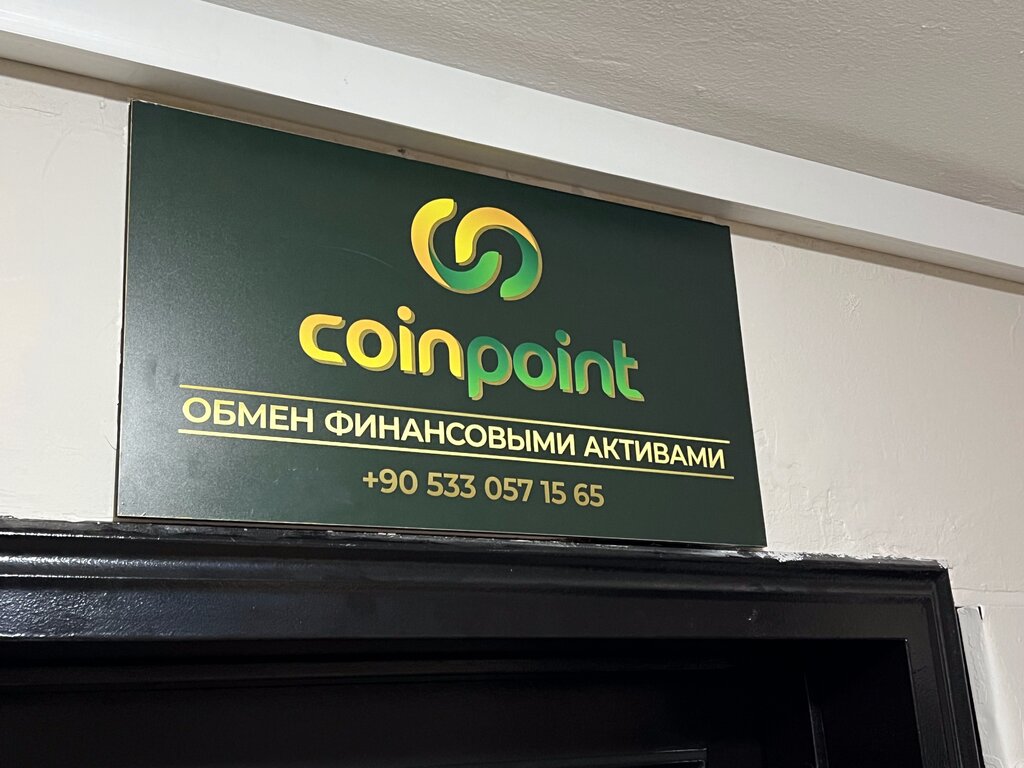 coinpoint
ОБМЕН ФИНАНСОВЫМИ АКТИВАМИ
+90 533 057 15 65